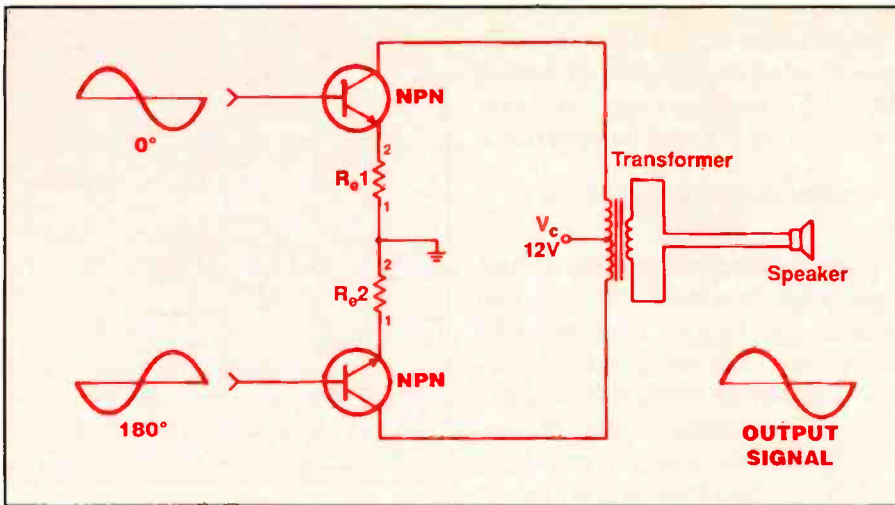 NPN
0°
2
Re1
1
Transformer
Vc
12V
Speaker
2
Re2
1
NPN
180°
OUTPUT
SIGNAL